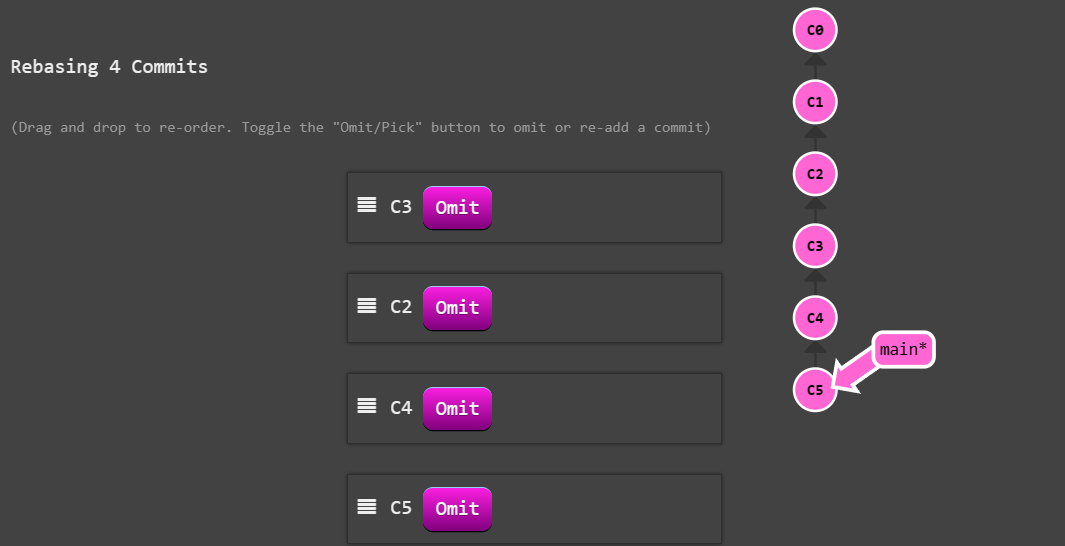 Rebasing 4 Commits
(Drag and drop to re-order. Toggle the "Omit/Pick" button to omit or re-add a commit)
C3 Omit
C2 Omit
C4 Omit
C5 Omit
C0
C1
C2
C3
C4
main*
C5